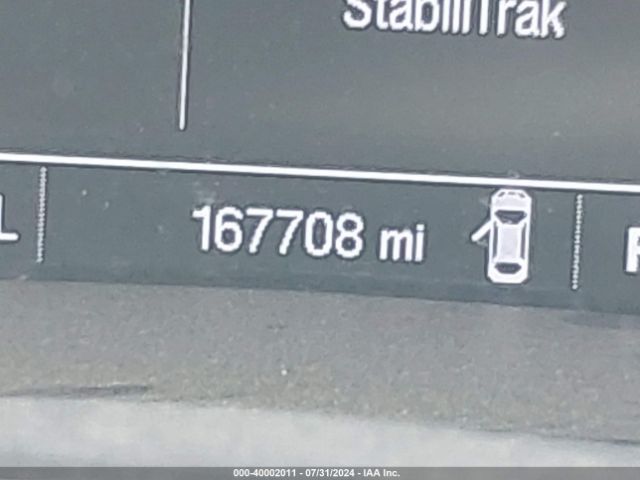 StabiliTrak
167708 mi
000-40002011 - 07/31/2024 - IAA Inc.